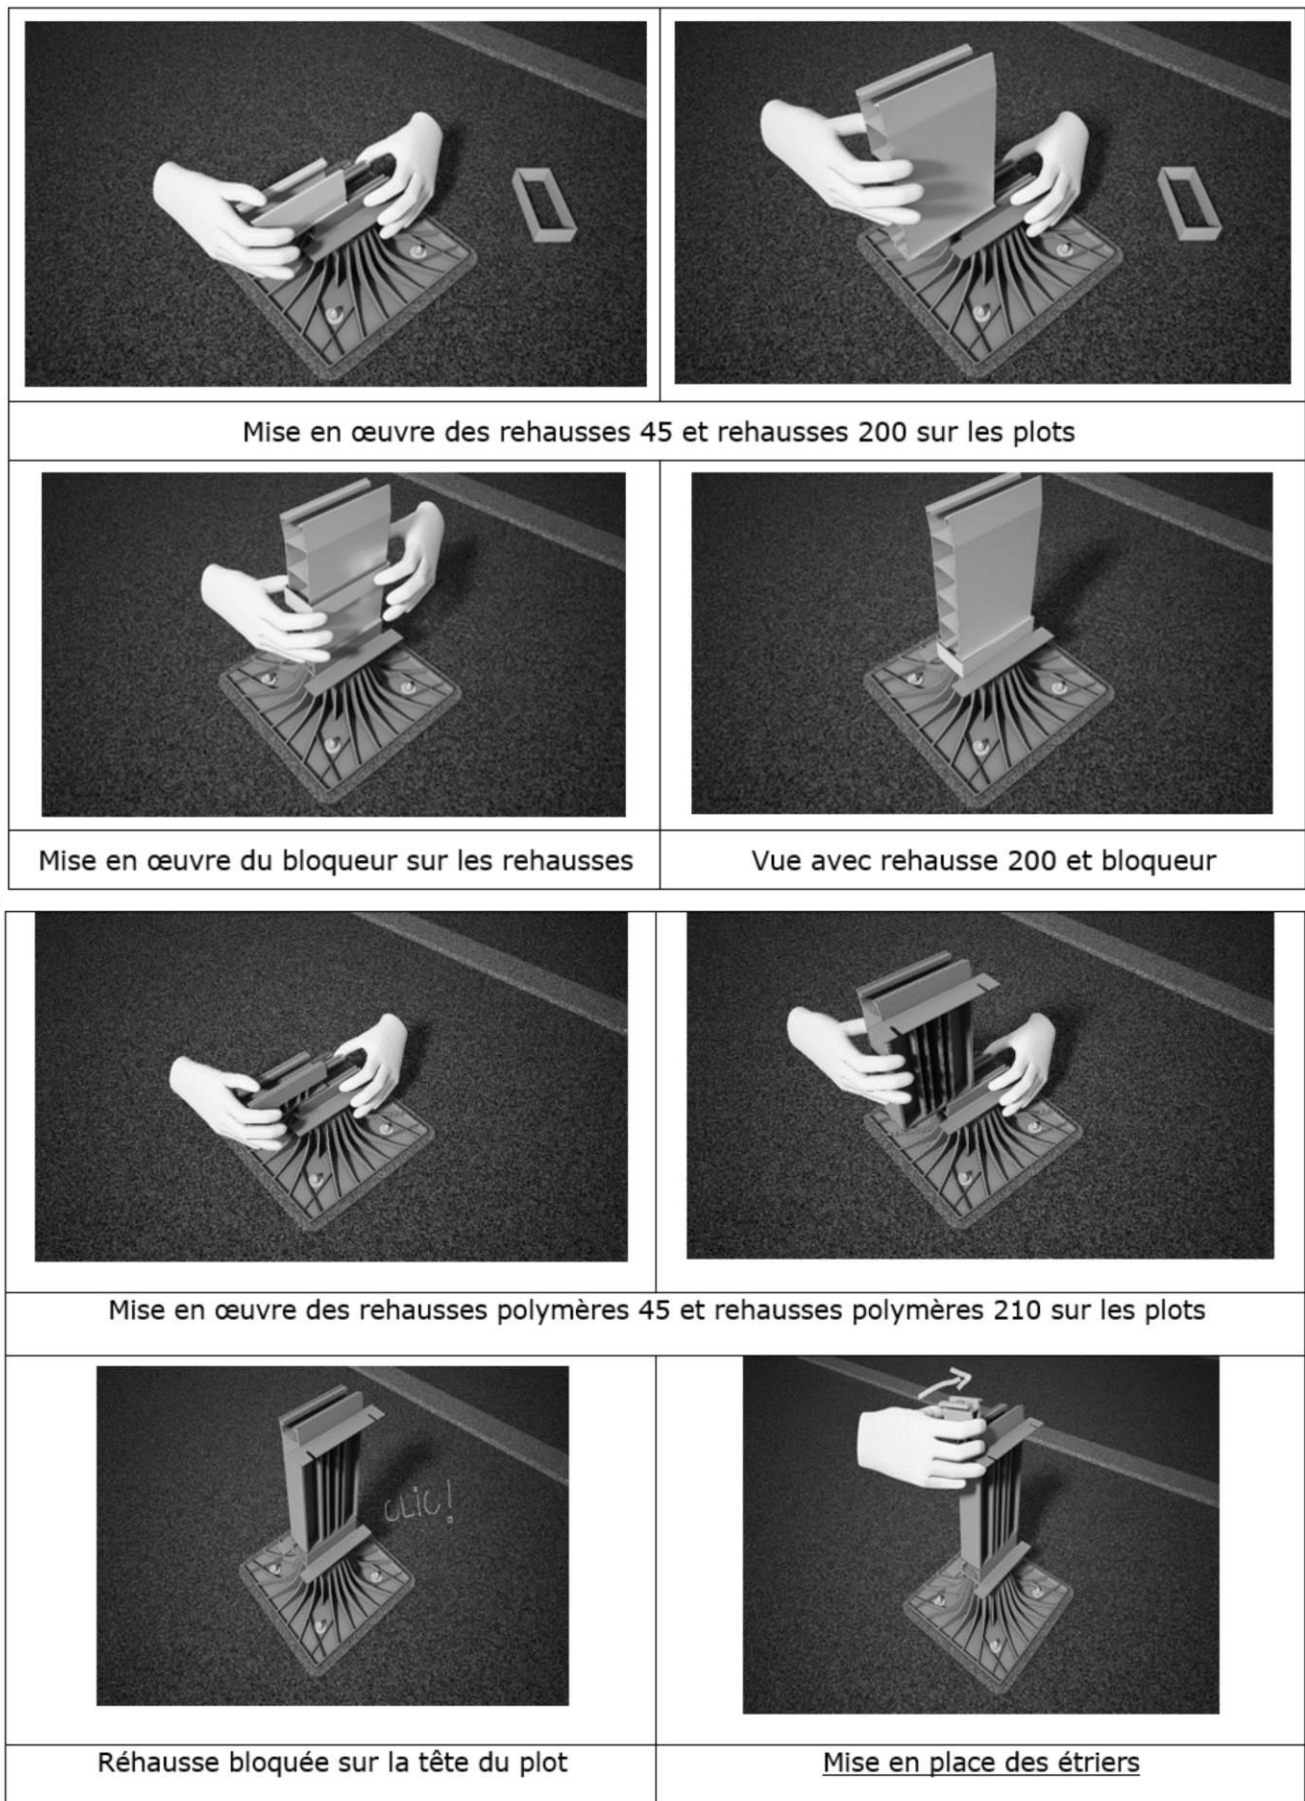 Mise en œuvre des rehausses 45 et rehausses 200 sur les plots
Mise en œuvre du bloqueur sur les rehausses
Vue avec rehausse 200 et bloqueur
Mise en œuvre des rehausses polymères 45 et rehausses polymères 210 sur les plots
CLIC!
Réhausse bloquée sur la tête du plot
Mise en place des étriers